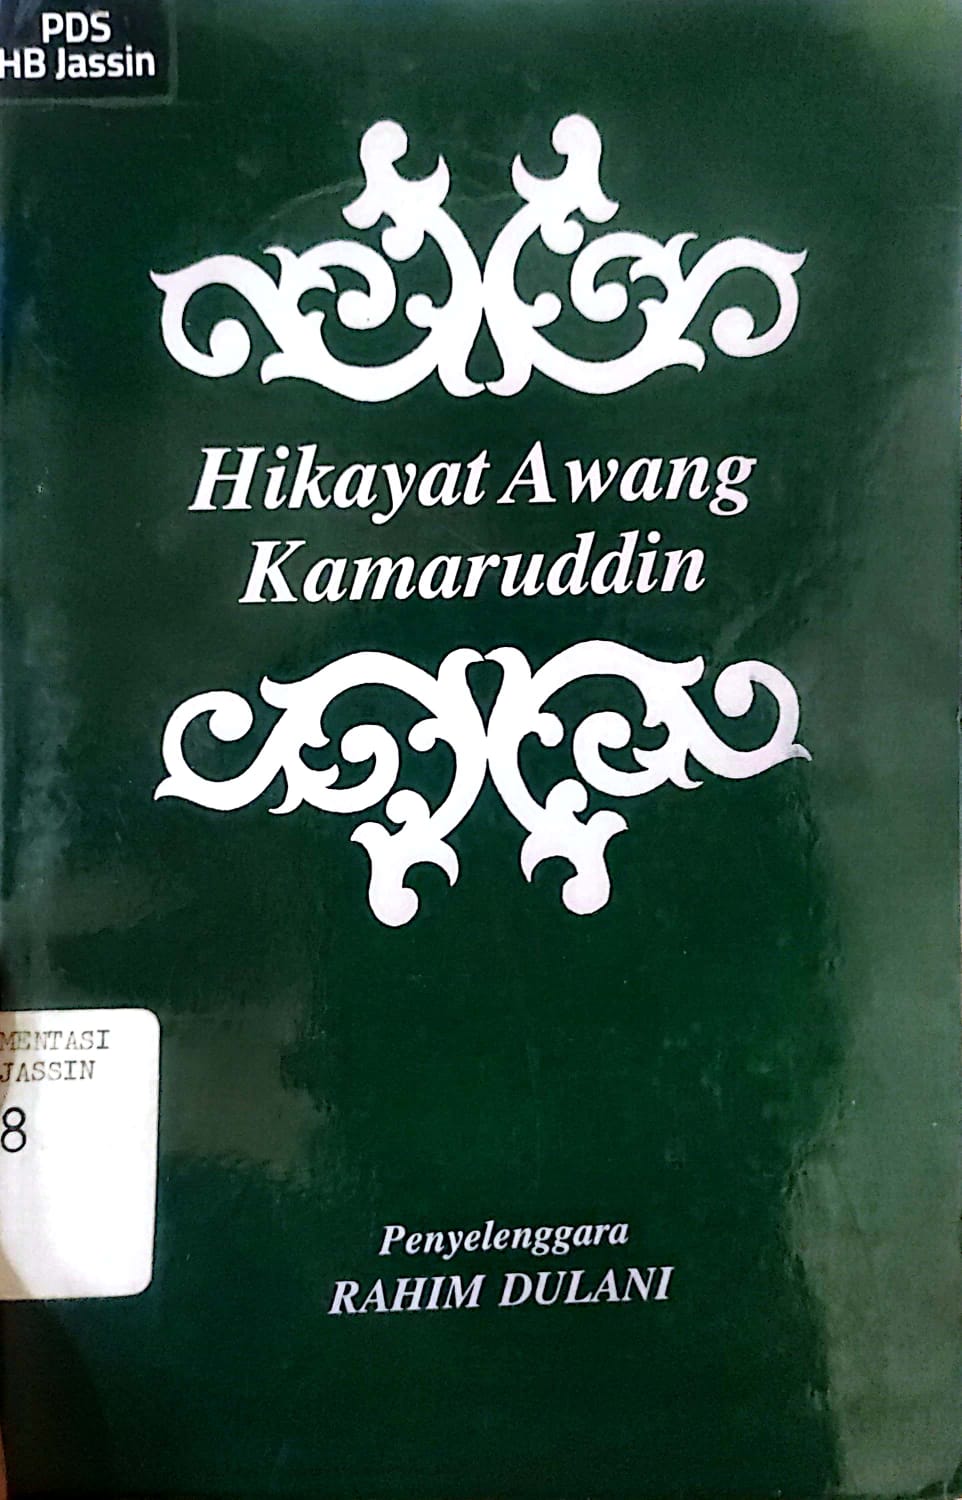 PDS
HB Jassin
Hikayat Awang
Kamaruddin
MENTASI
JASSIN
8
Penyelenggara
RAHIM DULANI